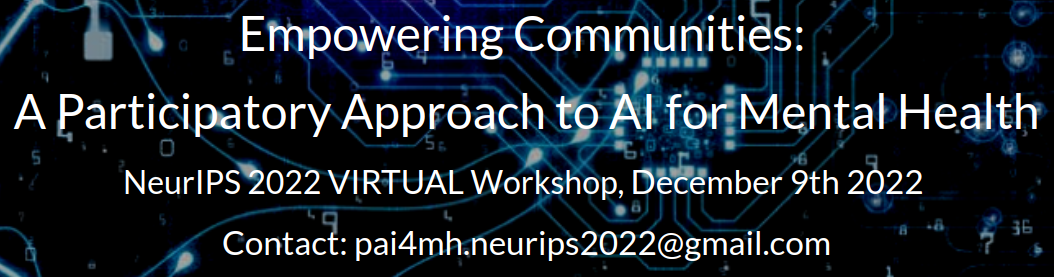 Empowering Communities:
A Participatory Approach to AI for Mental Health
NeurIPS 2022 VIRTUAL Workshop, December 9th 2022
Contact: pai4mh.neurips2022@gmail.com